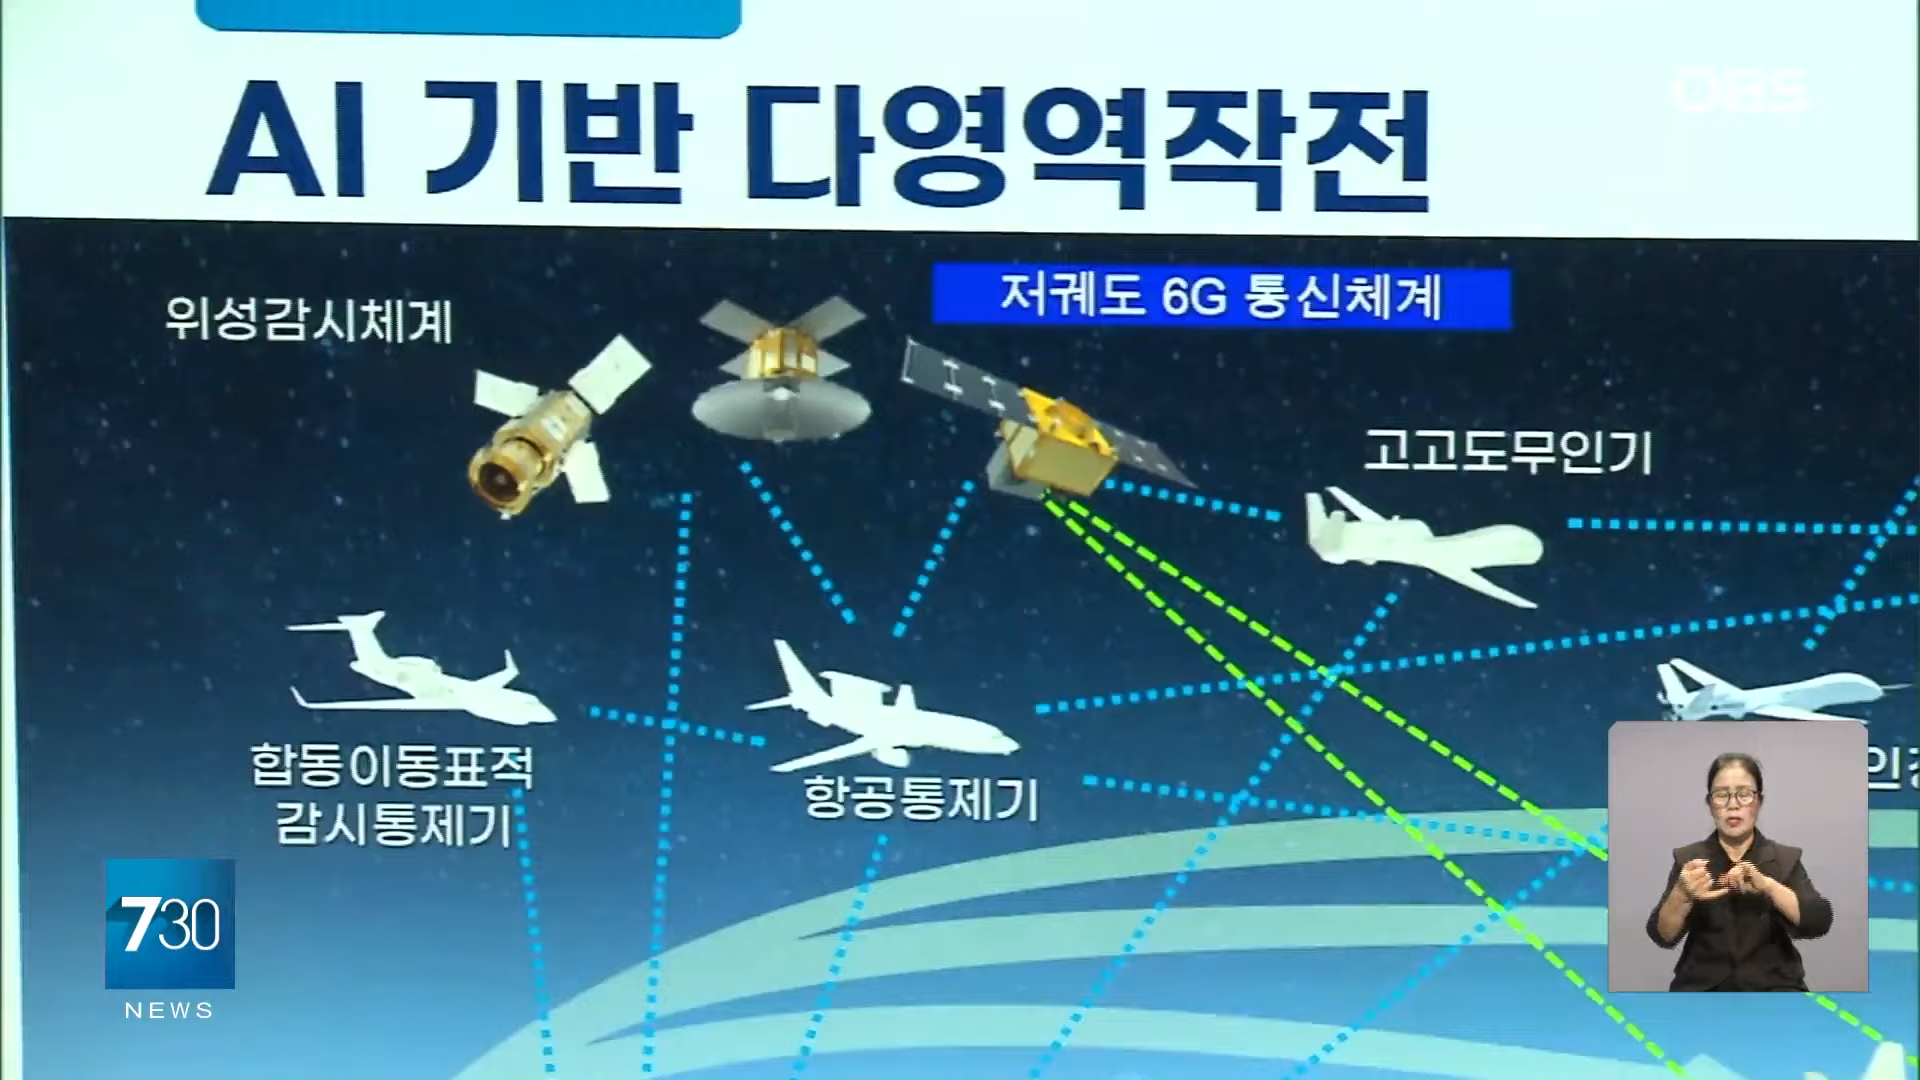 OBS
AI 기반 다영역작전
위성감시체계
저궤도 6G 통신체계
고고도무인기
합동이동표적
감시통제기
항공통제기
730
NEWS